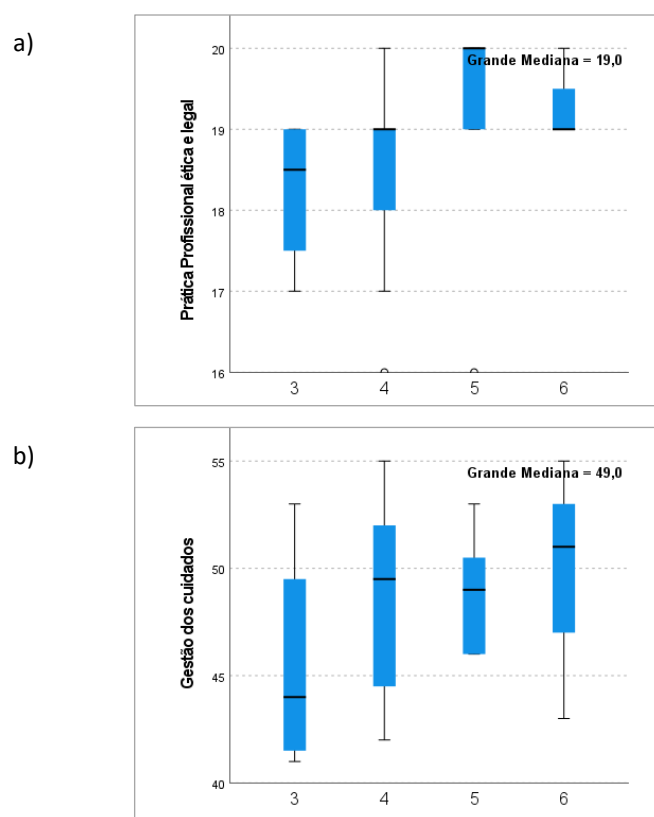 a)
Prática Profissional ética e legal
20
19
18
17
16
Grande Mediana = 19,0
3 4 5 6
b)
Gestão dos cuidados
55
50
45
40
Grande Mediana = 49,0
3 4 5 6